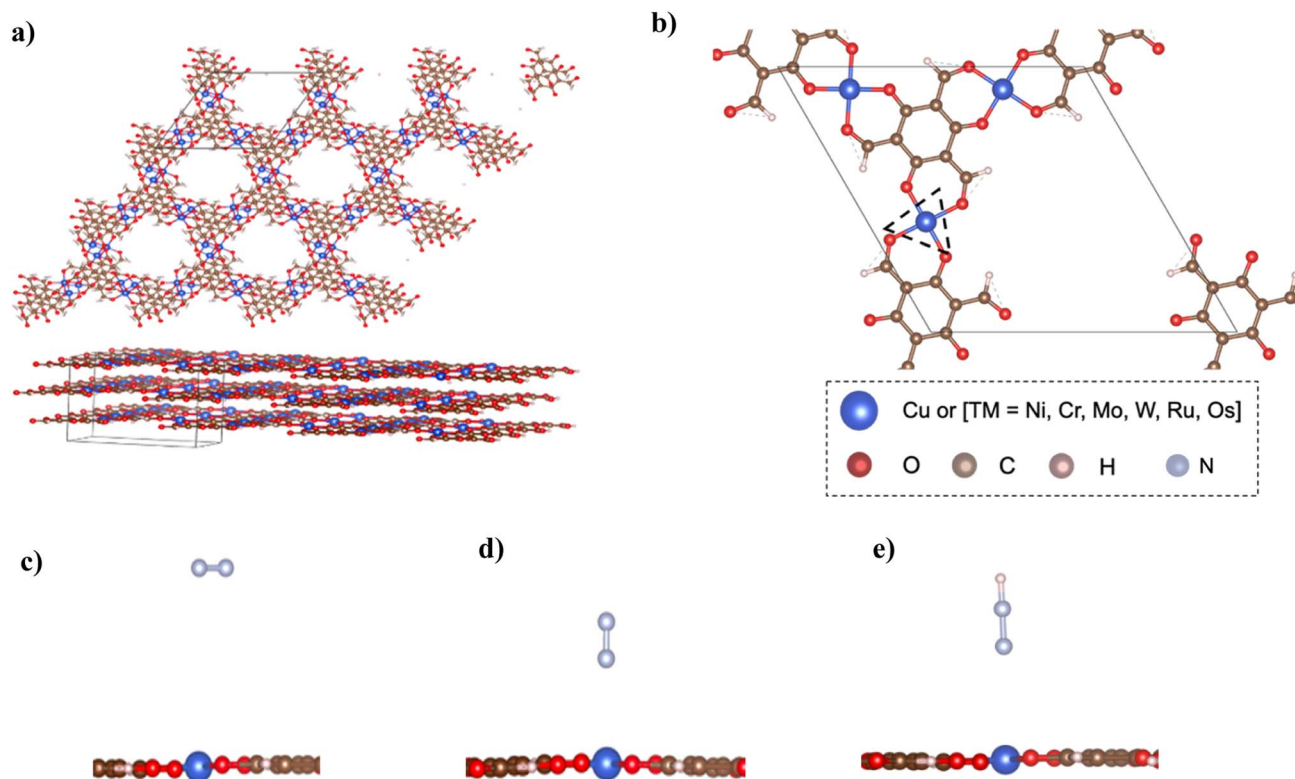 a)
b)
Cu or [TM = Ni, Cr, Mo, W, Ru, Os]
O C H N
c)
d)
e)